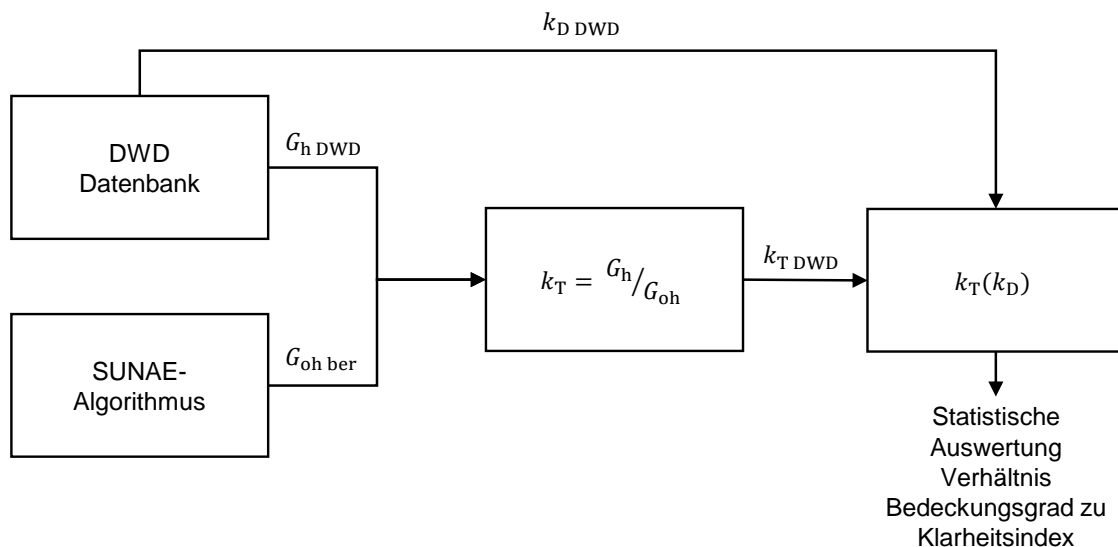 k_D DWD
DWD
Datenbank
G_h DWD
k_T = G_h/G_oh
k_T DWD
k_T(k_D)
SUNAE-
Algorithmus
G_oh ber
Statistische
Auswertung
Verhältnis
Bedeckungsgrad zu
Klarheitsindex